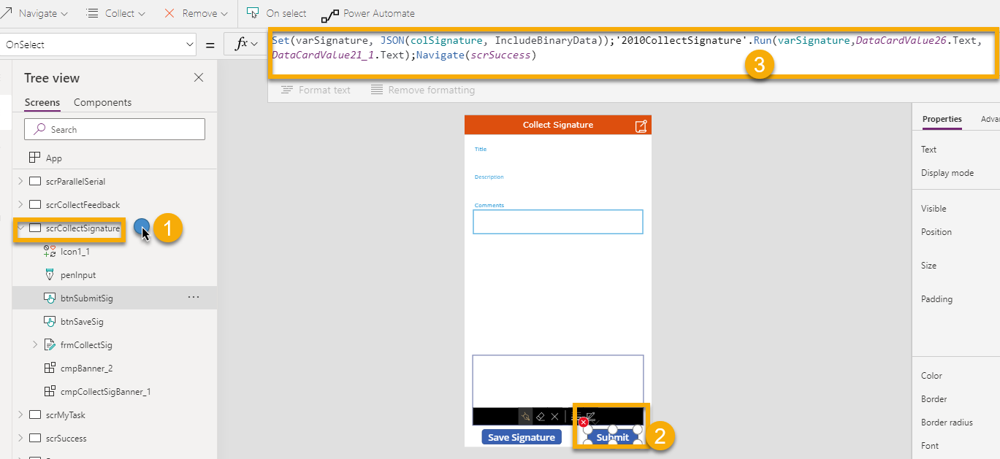 Navigate Collect Remove On select Power Automate
OnSelect = fx Set(varSignature, JSON(colSignature, IncludeBinaryData));'2010CollectSignature'.Run(varSignature,DataCardValue26.Text,
DataCardValue21_1.Text);Navigate(scrSuccess)
3
Format text Remove formatting
Tree view
Screens Components
Search
App
scrParallelSerial
scrCollectFeedback
scrCollectSignature 1
Icon1_1
penInput
btnSubmitSig ...
btnSaveSig
frmCollectSig
cmpBanner_2
cmpCollectSigBanner_1
scrMyTask
scrSuccess
Collect Signature
Title
Description
Comments
Save Signature Submit 2
Properties Adva
Text
Display mode
Visible
Position
Size
Padding
Color
Border
Border radius
Font